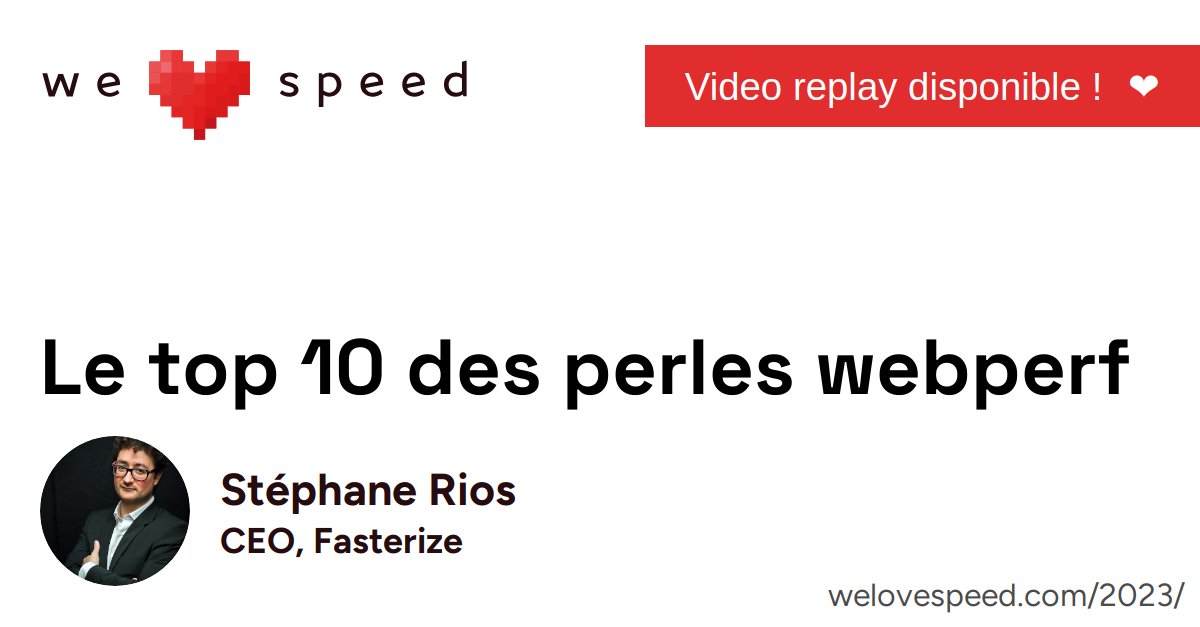 we ❤ speed
Video replay disponible ! ❤
Le top 10 des perles webperf
Stéphane Rios
CEO, Fasterize
welovespeed.com/2023/